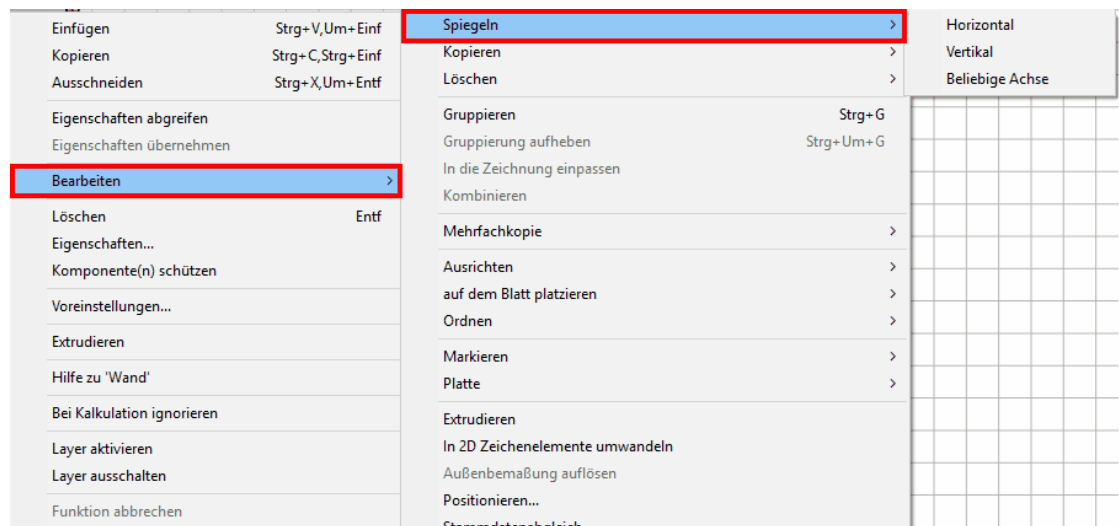 Einfügen Strg+V,Um+Einf
Kopieren Strg+C,Strg+Einf
Ausschneiden Strg+X,Um+Entf
Eigenschaften abgreifen
Eigenschaften übernehmen
Bearbeiten >
Löschen Entf
Eigenschaften...
Komponente(n) schützen
Voreinstellungen...
Extrudieren
Hilfe zu 'Wand'
Bei Kalkulation ignorieren
Layer aktivieren
Layer ausschalten
Funktion abbrechen
Spiegeln >
Kopieren >
Löschen >
Gruppieren Strg+G
Gruppierung aufheben Strg+Um+G
In die Zeichnung einpassen
Kombinieren
Mehrfachkopie >
Ausrichten >
auf dem Blatt platzieren >
Ordnen >
Markieren >
Platte >
Extrudieren
In 2D Zeichenelemente umwandeln
Außenbemaßung auflösen
Positionieren...
Stammdatenabgleich
Horizontal
Vertikal
Beliebige Achse